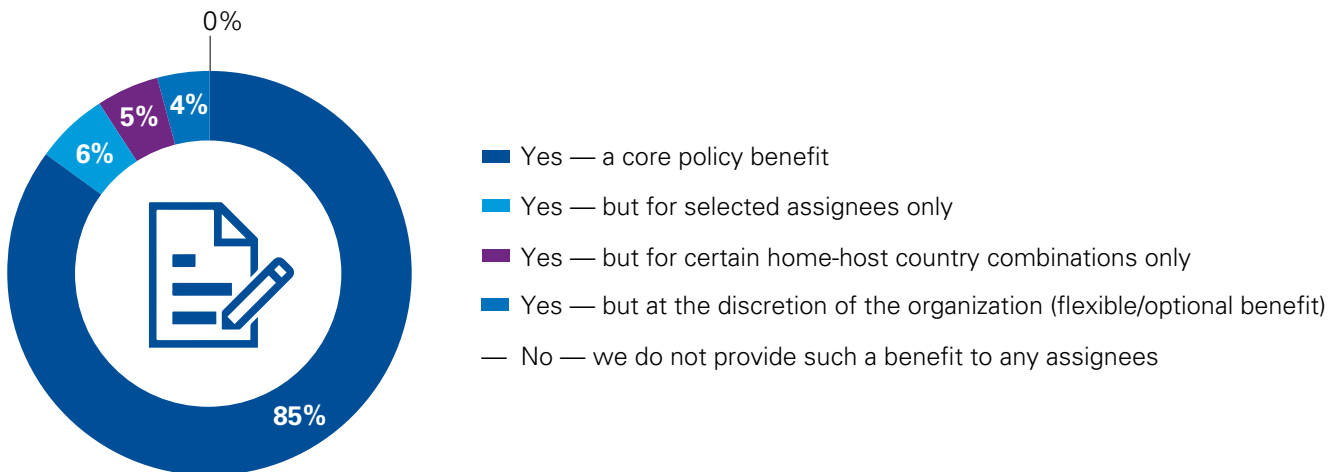 0%
4%
5%
6%
85%
Yes — a core policy benefit
Yes — but for selected assignees only
Yes — but for certain home-host country combinations only
Yes — but at the discretion of the organization (flexible/optional benefit)
— No — we do not provide such a benefit to any assignees